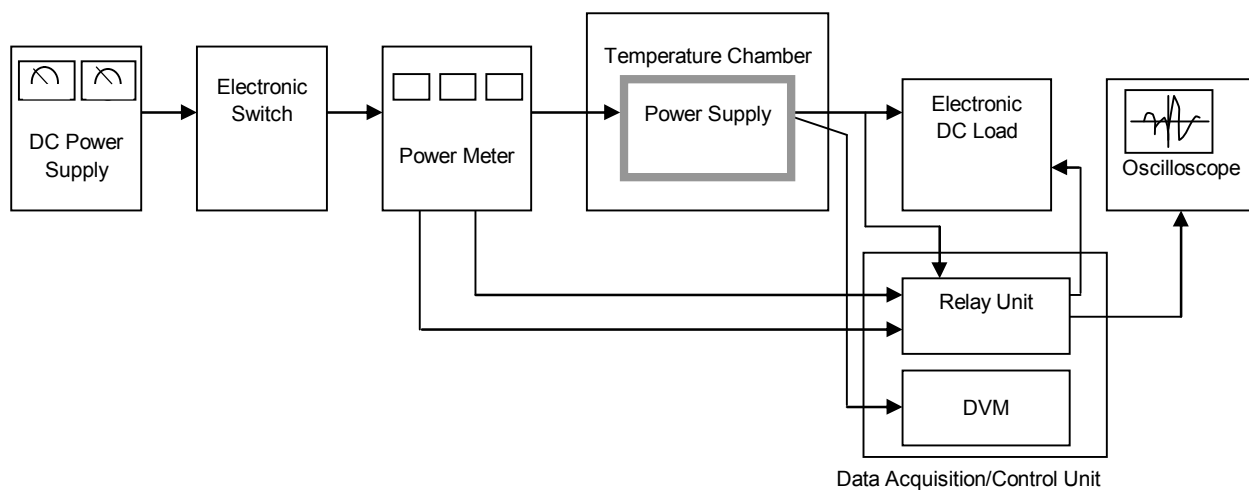 DC Power
Supply
Electronic
Switch
Power Meter
Temperature Chamber
Power Supply
Electronic
DC Load
Oscilloscope
Relay Unit
DVM
Data Acquisition/Control Unit